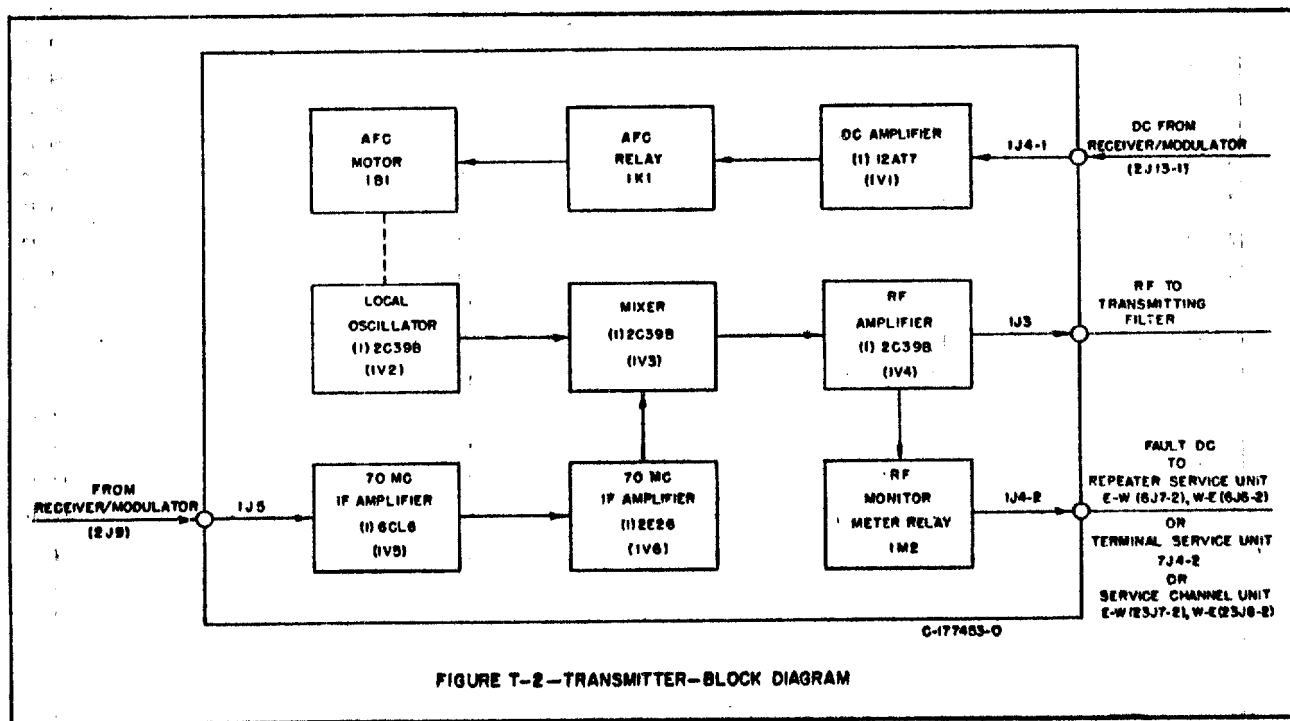 AFC
MOTOR
1B1
AFC
RELAY
1K1
DC AMPLIFIER
(1) 12AT7
(1V1)
1J4-1
DC FROM
RECEIVER/MODULATOR
(2J13-1)
LOCAL
OSCILLATOR
(1) 2C39B
(1V2)
MIXER
(1) 2C39B
(1V3)
RF
AMPLIFIER
(1) 2C39B
(1V4)
1J3
RF TO
TRANSMITTING
FILTER
FROM
RECEIVER/MODULATOR
(2J9)
1J5
70 MC
IF AMPLIFIER
(1) 6CL6
(1V5)
70 MC
IF AMPLIFIER
(1) 2E26
(1V6)
RF
MONITOR
METER RELAY
1M2
1J4-2
FAULT DC
TO
REPEATER SERVICE UNIT
E-W (6J7-2), W-E (6J6-2)
OR
TERMINAL SERVICE UNIT
7J4-2
OR
SERVICE CHANNEL UNIT
E-W (23J7-2), W-E (23J6-2)
C-177453-0
FIGURE T-2—TRANSMITTER—BLOCK DIAGRAM